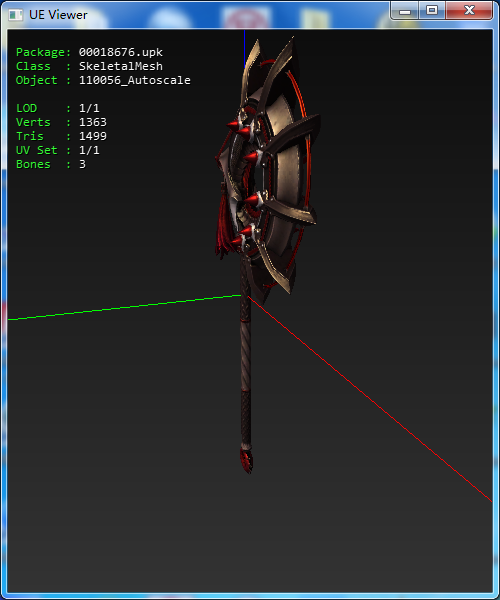 UE Viewer
Package: 00018676.upk
Class : SkeletalMesh
Object : 110056_Autoscale
LOD : 1/1
Verts : 1363
Tris : 1499
UV Set : 1/1
Bones : 3